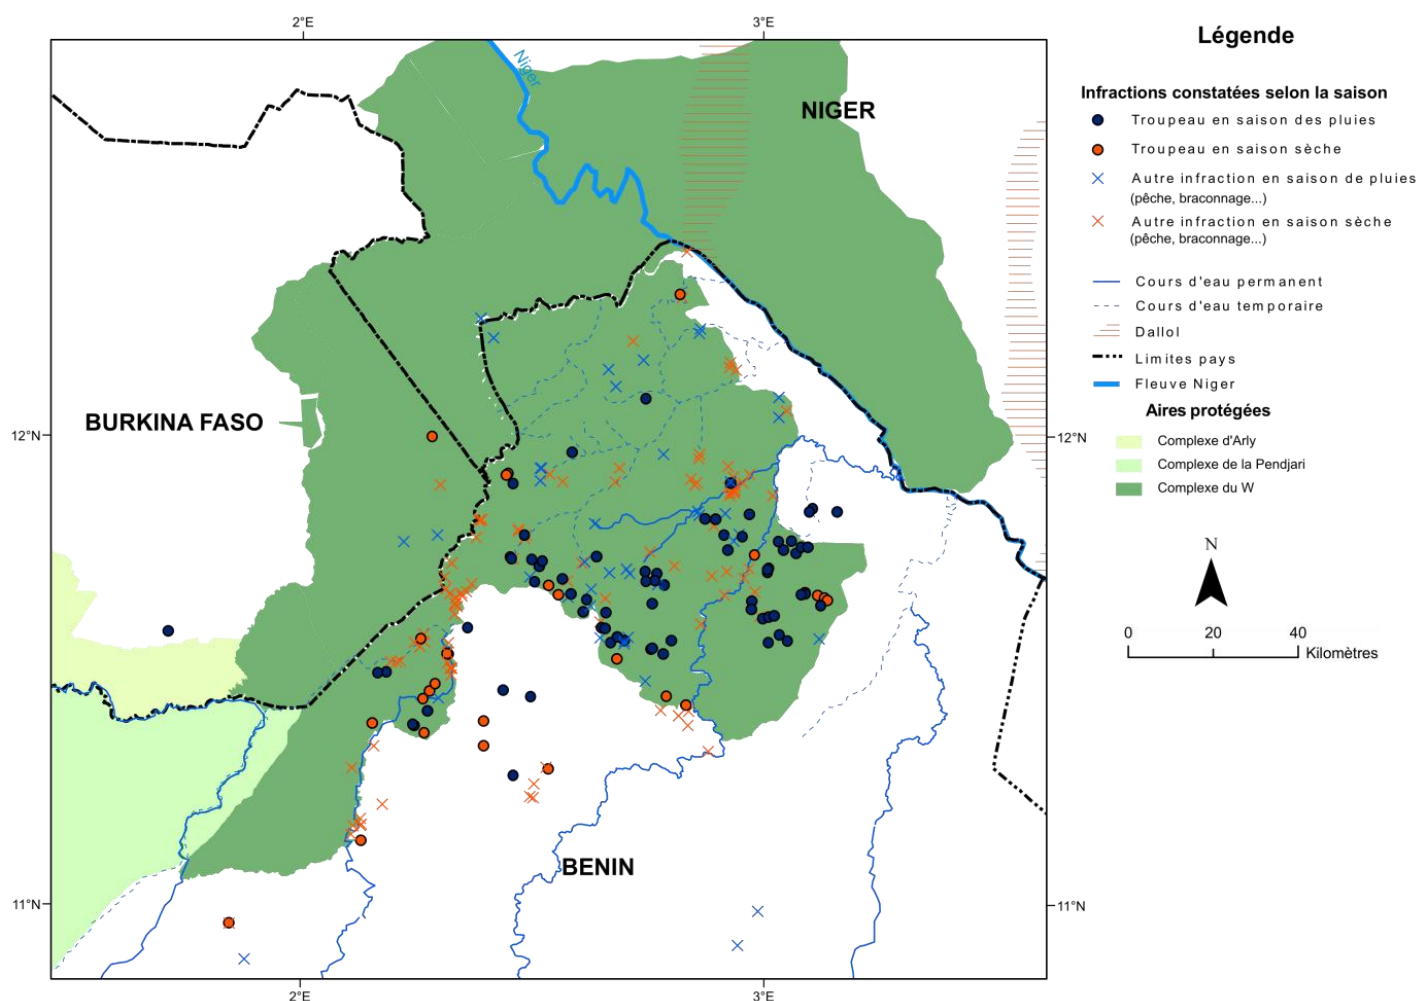 2°E
3°E
Légende
Infractions constatées selon la saison
Troupeau en saison des pluies
Troupeau en saison sèche
Autre infraction en saison de pluies
(pêche, braconnage...)
Autre infraction en saison sèche
(pêche, braconnage...)
Cours d'eau permanent
Cours d'eau temporaire
Dallol
Limites pays
Fleuve Niger
Aires protégées
Complexe d'Arly
Complexe de la Pendjari
Complexe du W
N
0 20 40
Kilomètres
Niger
NIGER
BURKINA FASO
12°N
12°N
BENIN
11°N
11°N
2°E
3°E